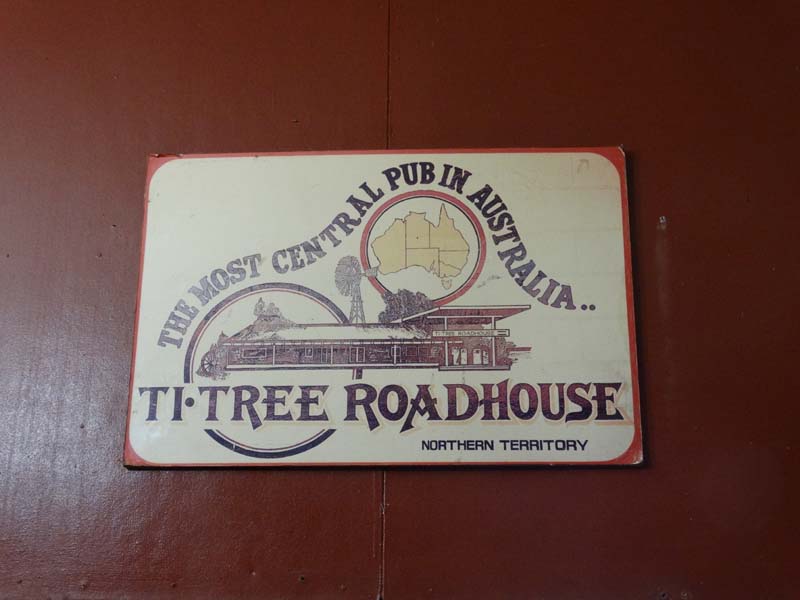 THE MOST CENTRAL PUB IN AUSTRALIA..
TI TREE ROADHOUSE
TI·TREE ROADHOUSE
NORTHERN TERRITORY